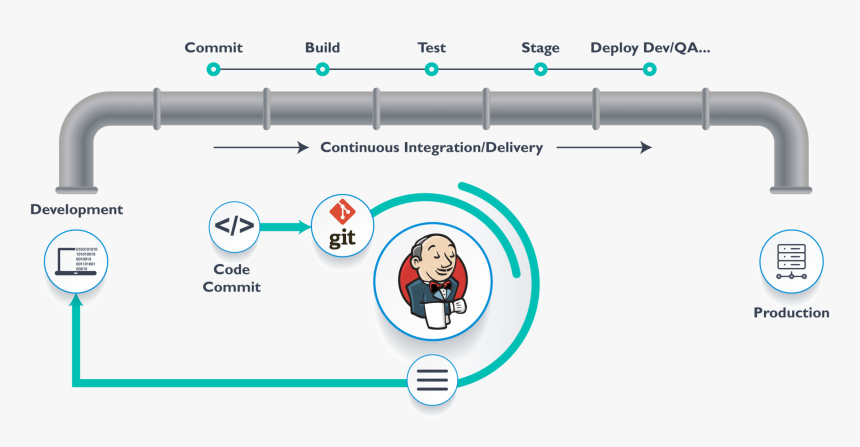 Commit
Build
Test
Stage
Deploy Dev/QA...
Continuous Integration/Delivery
Development
</>
git
Code
Commit
Production